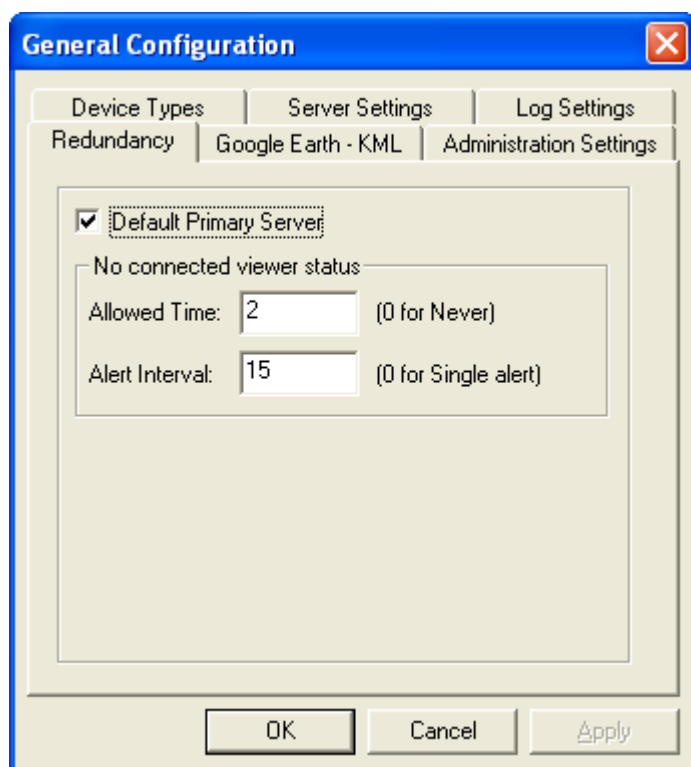 General Configuration
Device Types
Server Settings
Log Settings
Redundancy
Google Earth - KML
Administration Settings
Default Primary Server
No connected viewer status
Allowed Time: 2 (0 for Never)
Alert Interval: 15 (0 for Single alert)
OK
Cancel
Apply